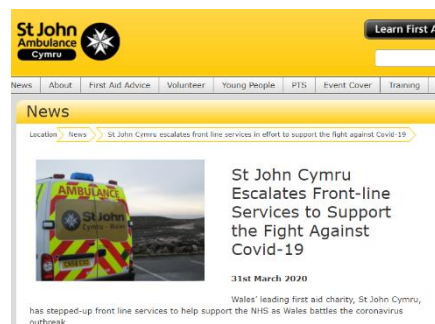 St John
Ambulance
Cymru
Learn First A
News About First Aid Advice Volunteer Young People PTS Event Cover Training
News
Location News St John Cymru escalates front line services in effort to support the fight against Covid-19
AMBULANCE
St John
Cymru - Wales
St John Cymru
Escalates Front-line
Services to Support
the Fight Against
Covid-19
31st March 2020
Wales' leading first aid charity, St John Cymru,
has stepped-up front line services to help support the NHS as Wales battles the coronavirus
outbreak